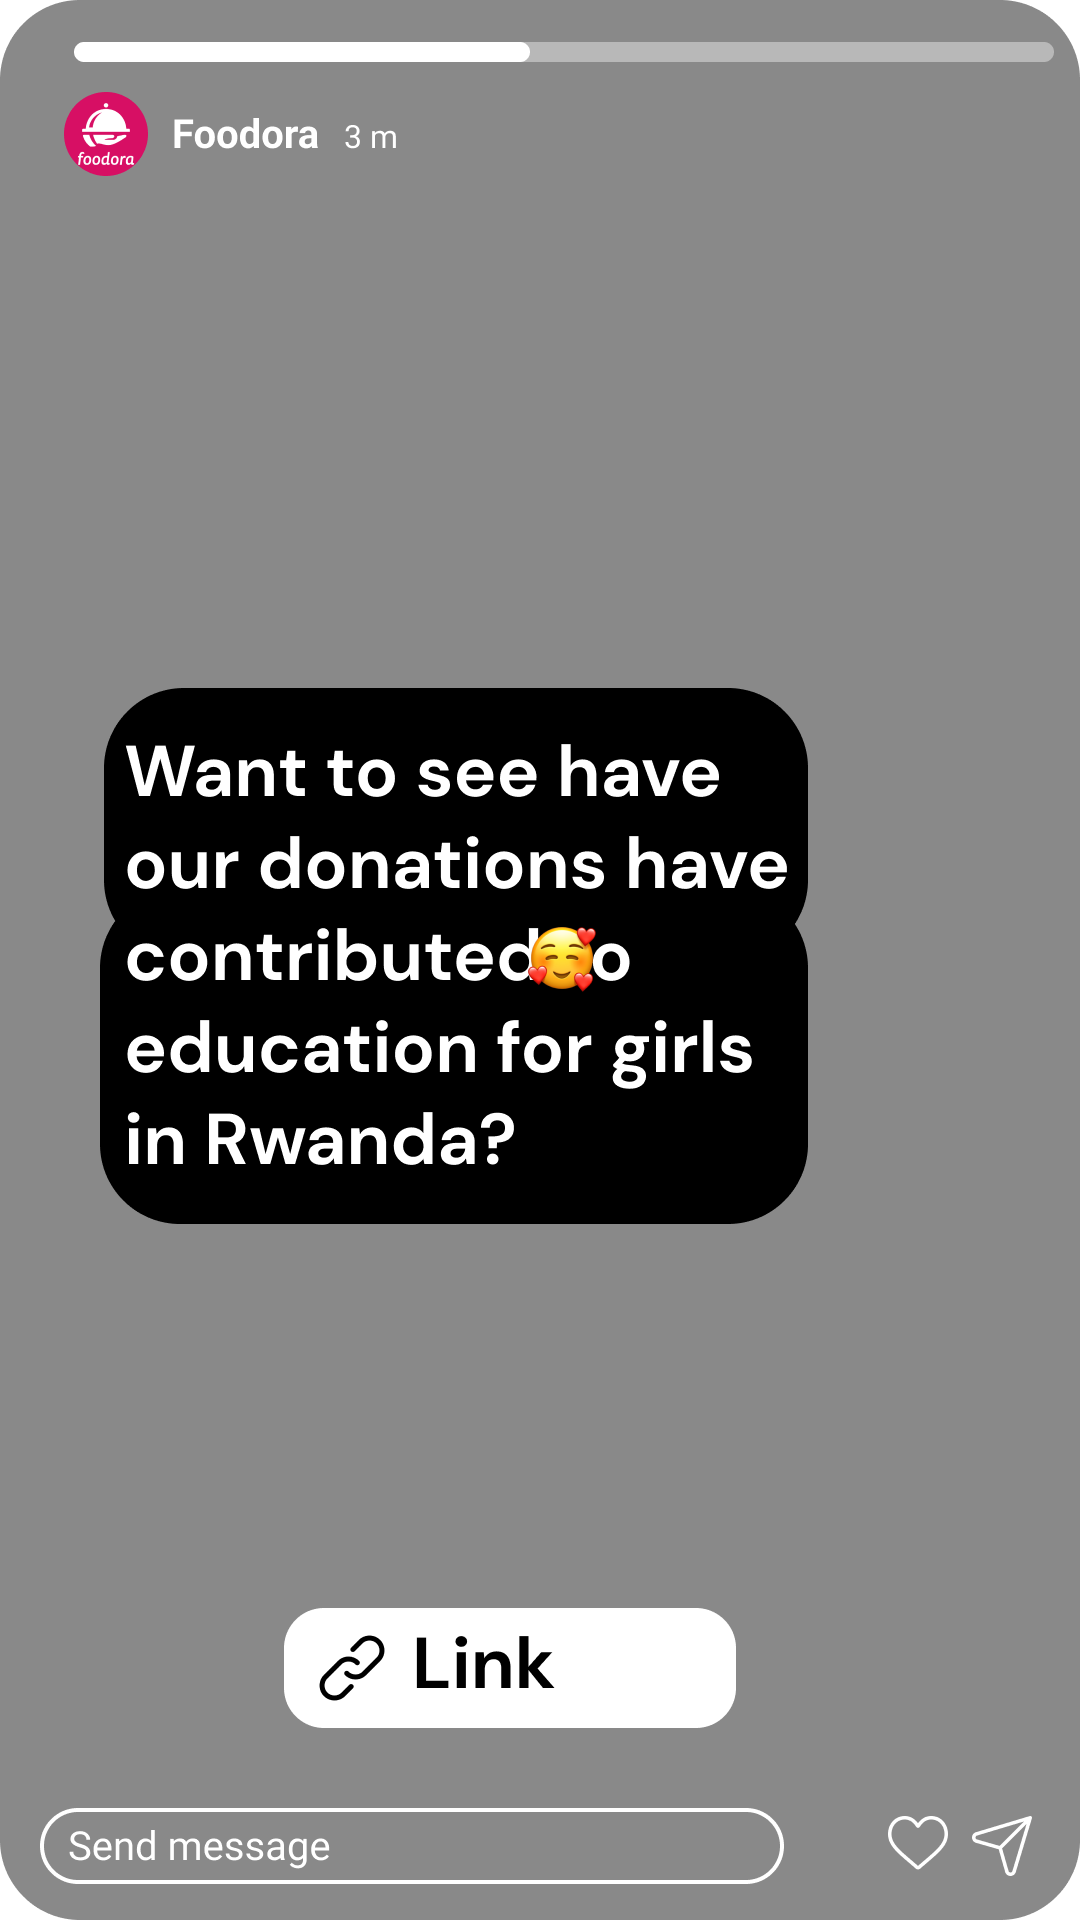 Foodora 3 m
foodora
Want to see have
our donations have
contributed 🥰o
education for girls
in Rwanda?
Link
Send message